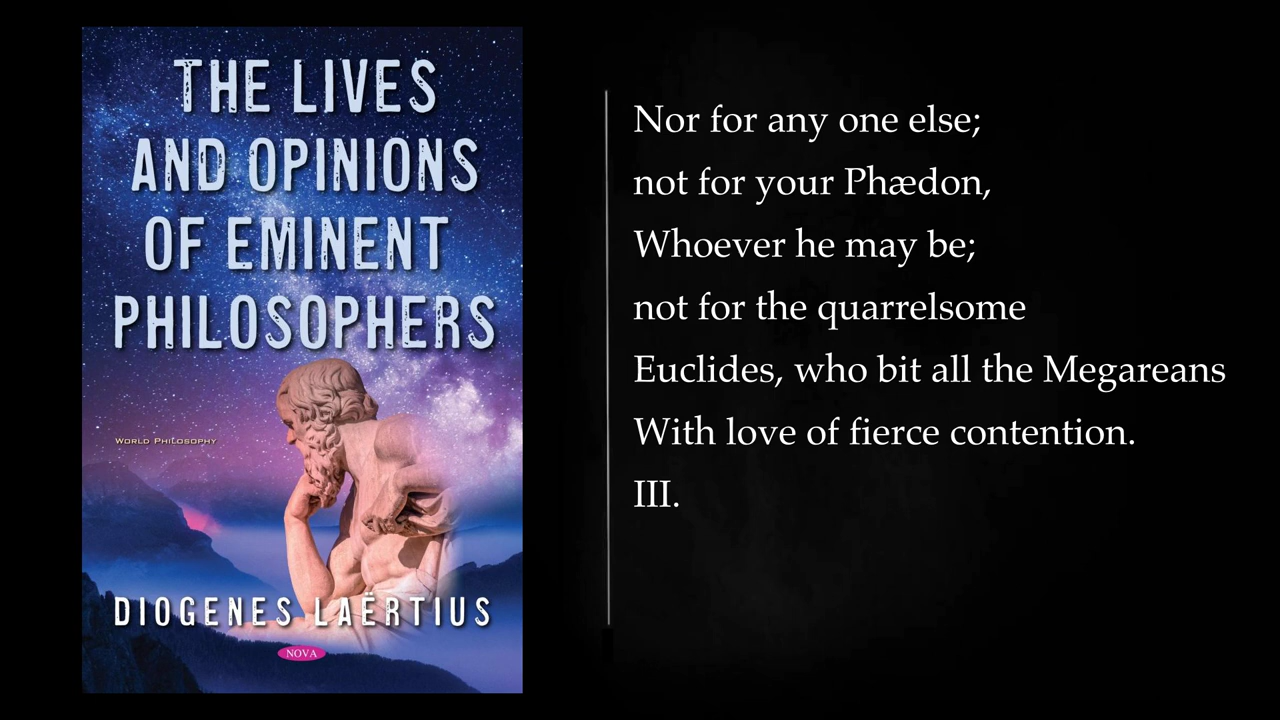 THE LIVES
AND OPINIONS
OF EMINENT
PHILOSOPHERS
WORLD PHILOSOPHY
DIOGENES LAËRTIUS
NOVA
Nor for any one else;
not for your Phædon,
Whoever he may be;
not for the quarrelsome
Euclides, who bit all the Megareans
With love of fierce contention.
III.